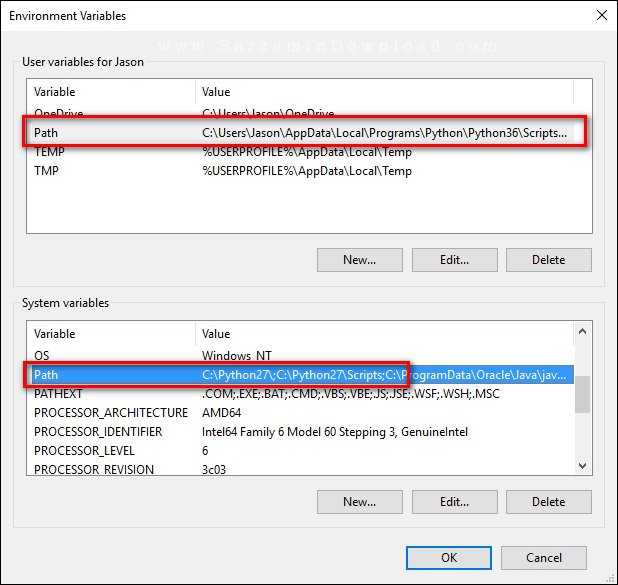 Environment Variables
www.SarzaminDownload.com
User variables for Jason
Variable Value
OneDrive C:\Users\Jason\OneDrive
Path C:\Users\Jason\AppData\Local\Programs\Python\Python36\Scripts...
TEMP %USERPROFILE%\AppData\Local\Temp
TMP %USERPROFILE%\AppData\Local\Temp
New... Edit... Delete
System variables
Variable Value
OS Windows_NT
Path C:\Python27\;C:\Python27\Scripts;C:\ProgramData\Oracle\Java\jav...
PATHEXT .COM;.EXE;.BAT;.CMD;.VBS;.VBE;.JS;.JSE;.WSF;.WSH;.MSC
PROCESSOR_ARCHITECTURE AMD64
PROCESSOR_IDENTIFIER Intel64 Family 6 Model 60 Stepping 3, GenuineIntel
PROCESSOR_LEVEL 6
PROCESSOR_REVISION 3c03
New... Edit... Delete
OK Cancel